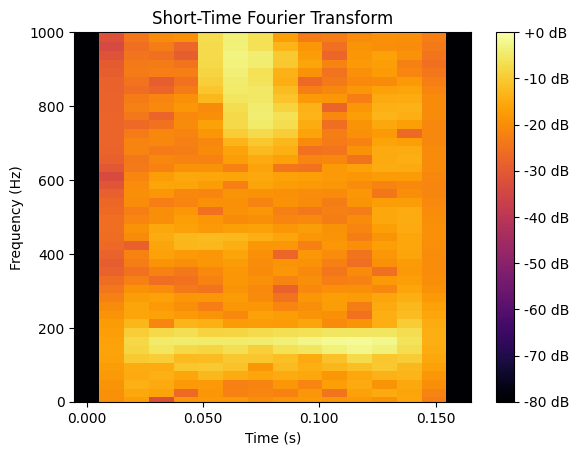 Short-Time Fourier Transform
1000
800
600
400
200
0
Frequency (Hz)
0.000
0.050
0.100
0.150
Time (s)
+0 dB
-10 dB
-20 dB
-30 dB
-40 dB
-50 dB
-60 dB
-70 dB
-80 dB